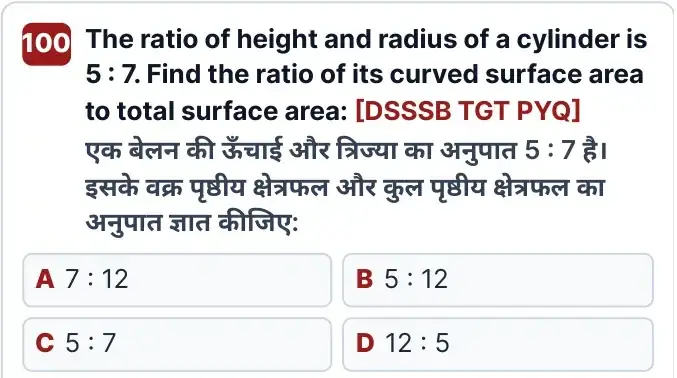 100 The ratio of height and radius of a cylinder is
5 : 7. Find the ratio of its curved surface area
to total surface area: [DSSSB TGT PYQ]
एक बेलन की ऊँचाई और त्रिज्या का अनुपात 5 : 7 है।
इसके वक्र पृष्ठीय क्षेत्रफल और कुल पृष्ठीय क्षेत्रफल का
अनुपात ज्ञात कीजिए:
A 7 : 12
B 5 : 12
C 5 : 7
D 12 : 5